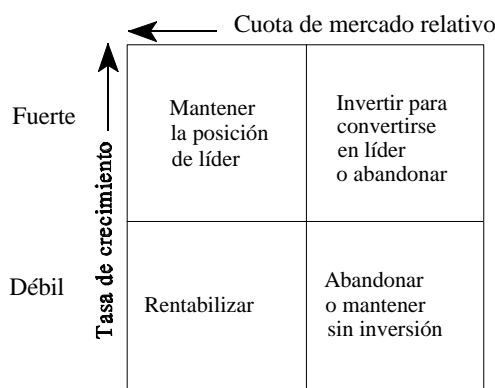 Cuota de mercado relativo
Fuerte
Mantener
la posición
de líder
Invertir para
convertirse
en líder
o abandonar
Tasa de crecimiento
Débil
Rentabilizar
Abandonar
o mantener
sin inversión